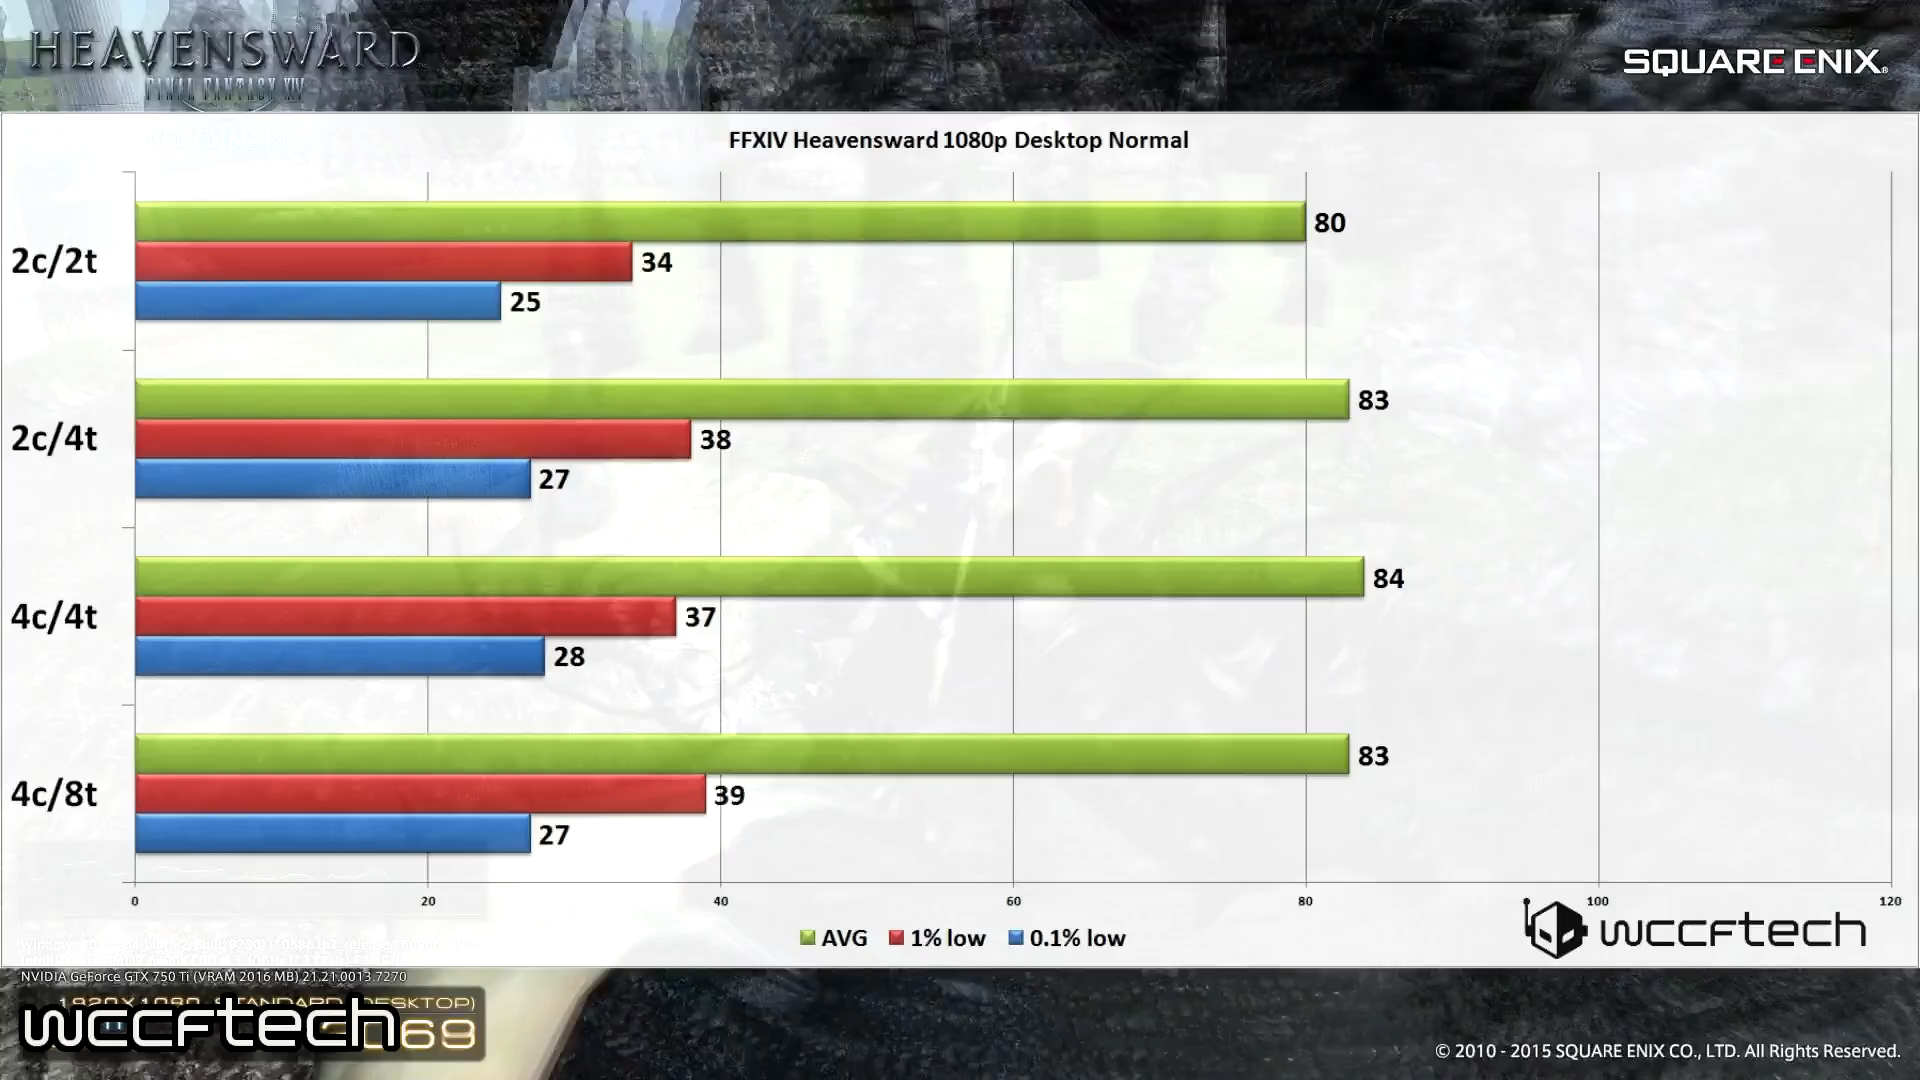 HEAVENSWARD
FINAL FANTASY XIV
SQUARE ENIX®
FFXIV Heavensward 1080p Desktop Normal
2c/2t
80
34
25
2c/4t
83
38
27
4c/4t
84
37
28
4c/8t
83
39
27
0 20 40 60 80 100 120
AVG 1% low 0.1% low
wccftech
NVIDIA GeForce GTX 750 Ti (VRAM 2016 MB) 21.21.0013.7270
1920X1080 STANDARD (DESKTOP)
wccftech
© 2010 - 2015 SQUARE ENIX CO., LTD. All Rights Reserved.